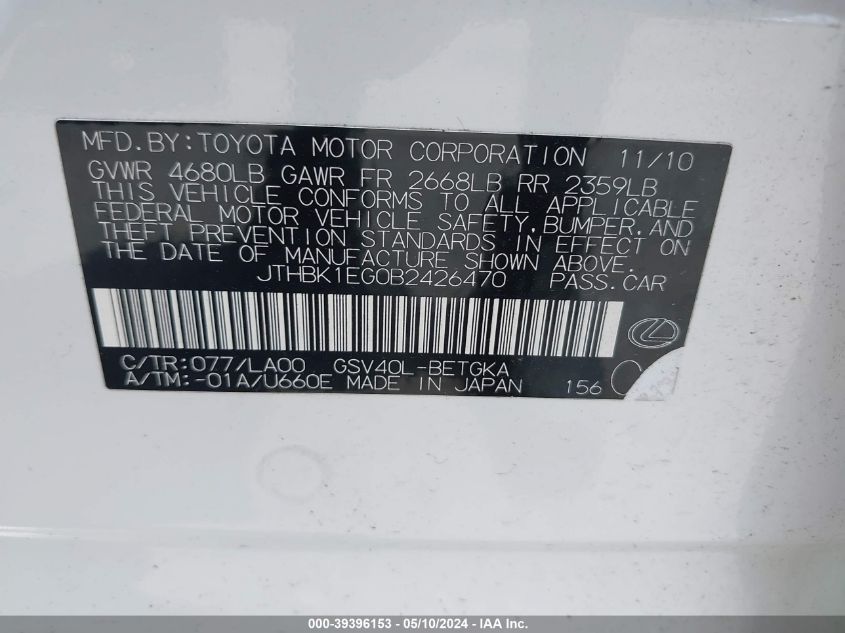 MFD.BY:TOYOTA MOTOR CORPORATION 11/10
GVWR 4680LB GAWR FR 2668LB RR 2359LB
THIS VEHICLE CONFORMS TO ALL APPLICABLE
FEDERAL MOTOR VEHICLE SAFETY,BUMPER,AND
THEFT PREVENTION STANDARDS IN EFFECT ON
THE DATE OF MANUFACTURE SHOWN ABOVE.
JTHBK1EG0B2426470 PASS.CAR
C/TR:077/LA00 GSV40L-BETGKA
A/TM:-01A/U660E MADE IN JAPAN 156
000-39396153 - 05/10/2024 - IAA Inc.